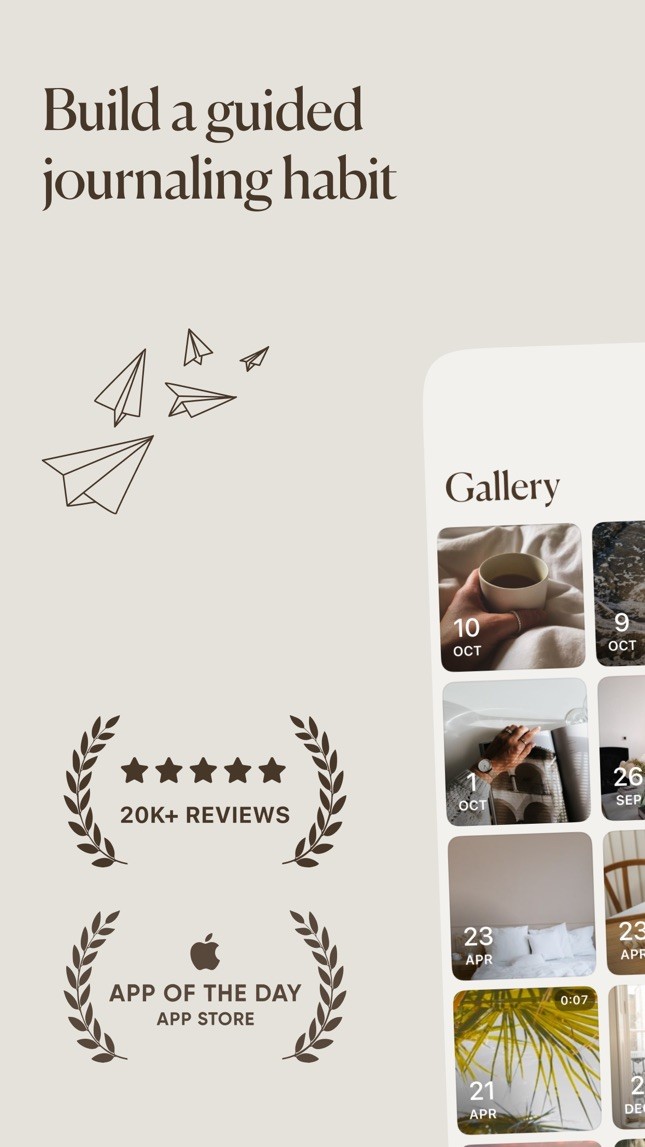 Build a guided
journaling habit
Gallery
10
OCT
9
OCT
1
OCT
26
SEP
20K+ REVIEWS
23
APR
23
APR
APP OF THE DAY
APP STORE
0:07
21
APR